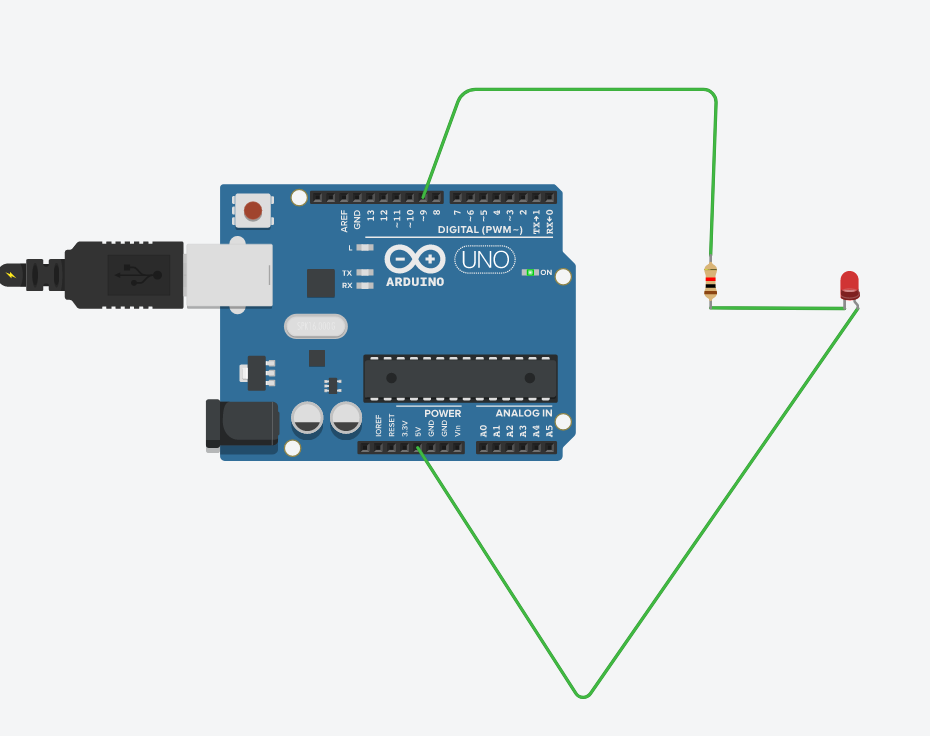 AREF
GND
13
12
~11
~10
~9
8
7
~6
~5
4
~3
2
TX→1
RX←0
DIGITAL (PWM~)
L
TX
RX
ARDUINO
UNO
ON
POWER
ANALOG IN
IOREF
RESET
3.3V
5V
GND
GND
Vin
A0
A1
A2
A3
A4
A5